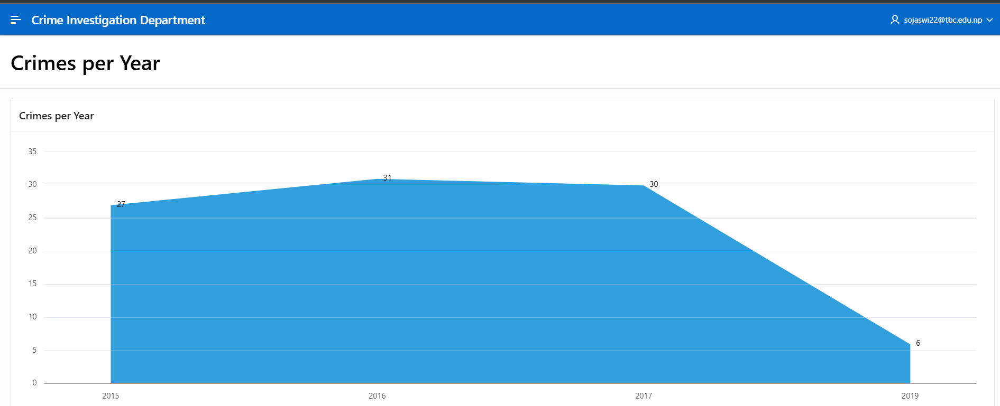 Crime Investigation Department
sojaswi22@tbc.edu.np
Crimes per Year
Crimes per Year
35
30
25
20
15
10
5
0
27
31
30
6
2015 2016 2017 2019